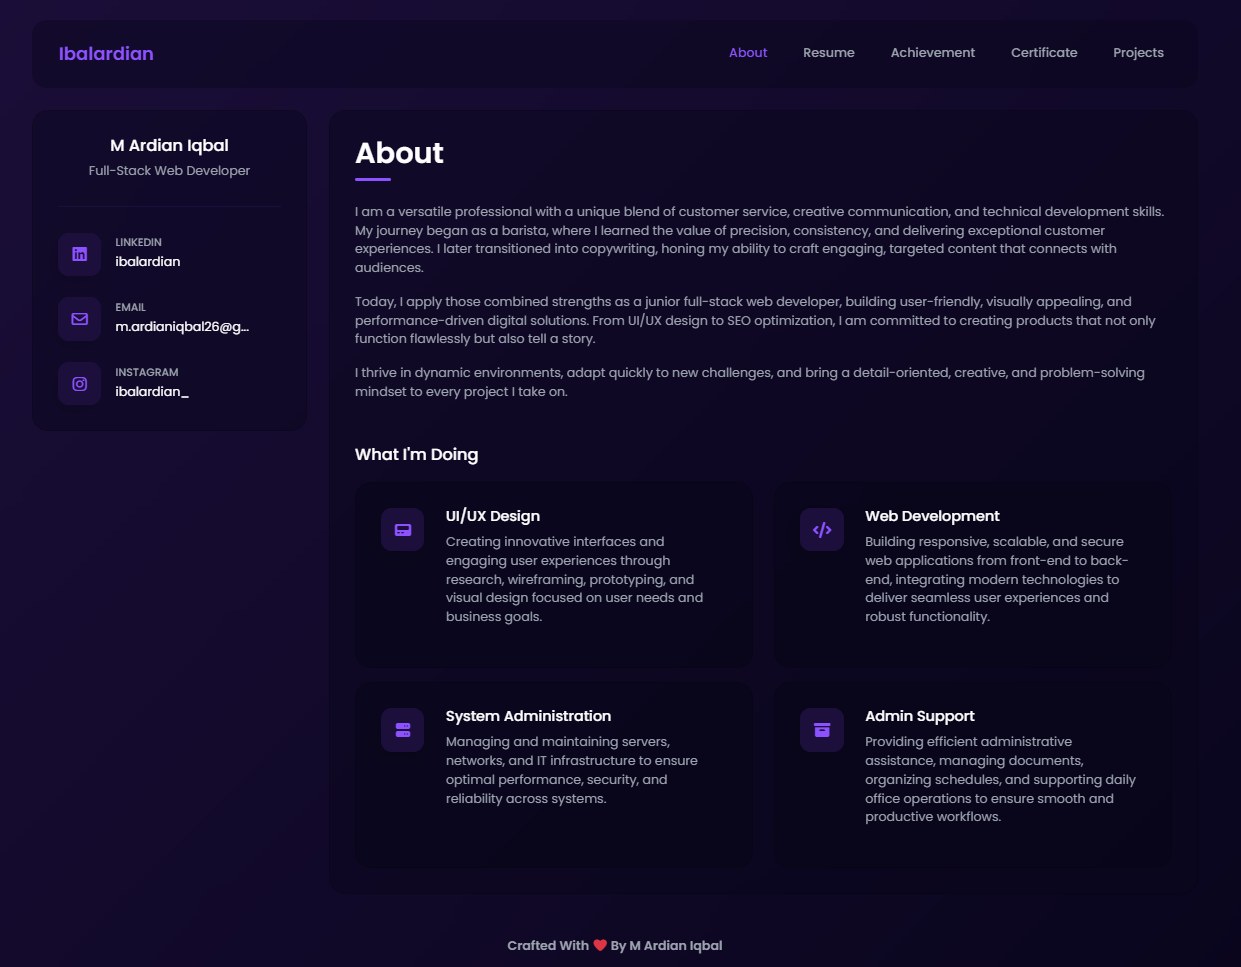 Ibalardian
About Resume Achievement Certificate Projects
M Ardian Iqbal
Full-Stack Web Developer
LINKEDIN
ibalardian
EMAIL
m.ardianiqbal26@g...
INSTAGRAM
ibalardian_
About
I am a versatile professional with a unique blend of customer service, creative communication, and technical development skills.
My journey began as a barista, where I learned the value of precision, consistency, and delivering exceptional customer
experiences. I later transitioned into copywriting, honing my ability to craft engaging, targeted content that connects with
audiences.
Today, I apply those combined strengths as a junior full-stack web developer, building user-friendly, visually appealing, and
performance-driven digital solutions. From UI/UX design to SEO optimization, I am committed to creating products that not only
function flawlessly but also tell a story.
I thrive in dynamic environments, adapt quickly to new challenges, and bring a detail-oriented, creative, and problem-solving
mindset to every project I take on.
What I'm Doing
UI/UX Design
Creating innovative interfaces and
engaging user experiences through
research, wireframing, prototyping, and
visual design focused on user needs and
business goals.
Web Development
Building responsive, scalable, and secure
web applications from front-end to back-
end, integrating modern technologies to
deliver seamless user experiences and
robust functionality.
System Administration
Managing and maintaining servers,
networks, and IT infrastructure to ensure
optimal performance, security, and
reliability across systems.
Admin Support
Providing efficient administrative
assistance, managing documents,
organizing schedules, and supporting daily
office operations to ensure smooth and
productive workflows.
Crafted With ❤️ By M Ardian Iqbal